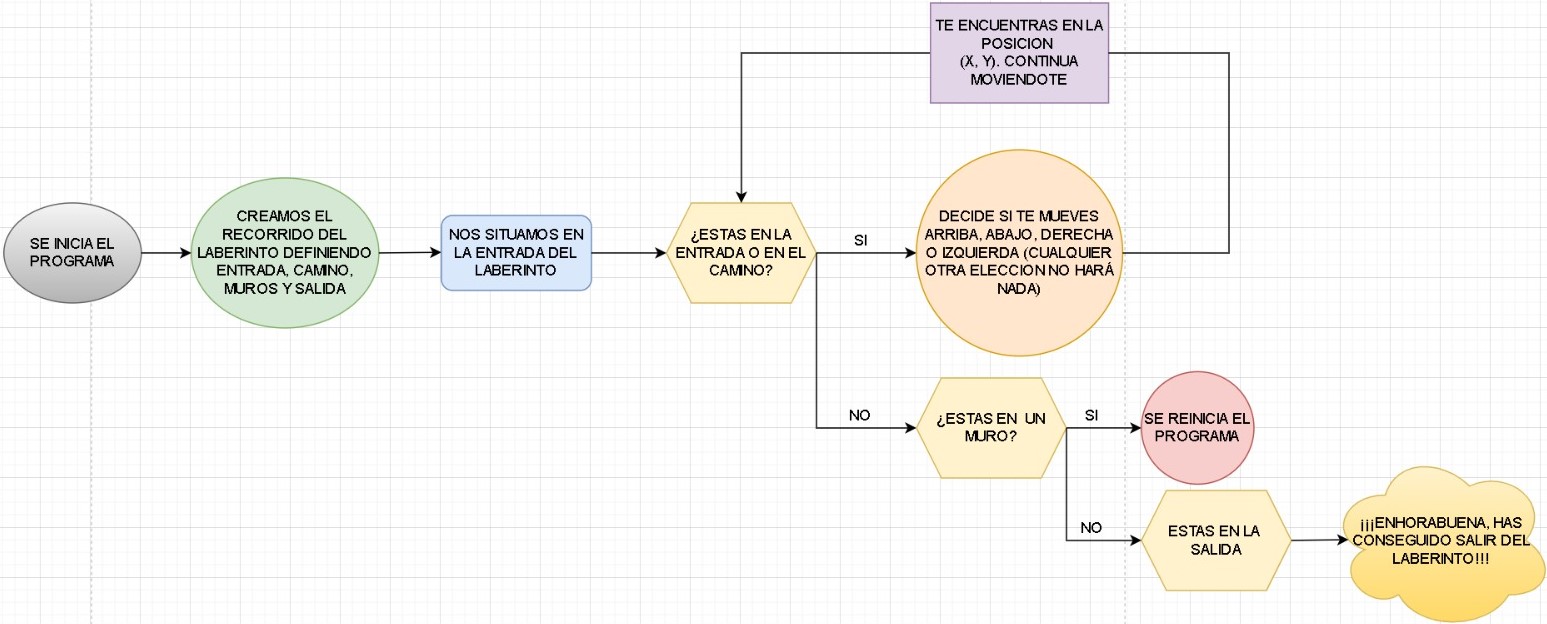 TE ENCUENTRAS EN LA
POSICION
(X, Y). CONTINUA
MOVIENDOTE
SE INICIA EL
PROGRAMA
CREAMOS EL
RECORRIDO DEL
LABERINTO DEFINIENDO
ENTRADA, CAMINO,
MUROS Y SALIDA
NOS SITUAMOS EN
LA ENTRADA DEL
LABERINTO
¿ESTAS EN LA
ENTRADA O EN EL
CAMINO?
SI
DECIDE SI TE MUEVES
ARRIBA, ABAJO, DERECHA
O IZQUIERDA (CUALQUIER
OTRA ELECCION NO HARÁ
NADA)
NO
¿ESTAS EN UN
MURO?
SI
SE REINICIA EL
PROGRAMA
NO
ESTAS EN LA
SALIDA
¡¡¡ENHORABUENA, HAS
CONSEGUIDO SALIR DEL
LABERINTO!!!